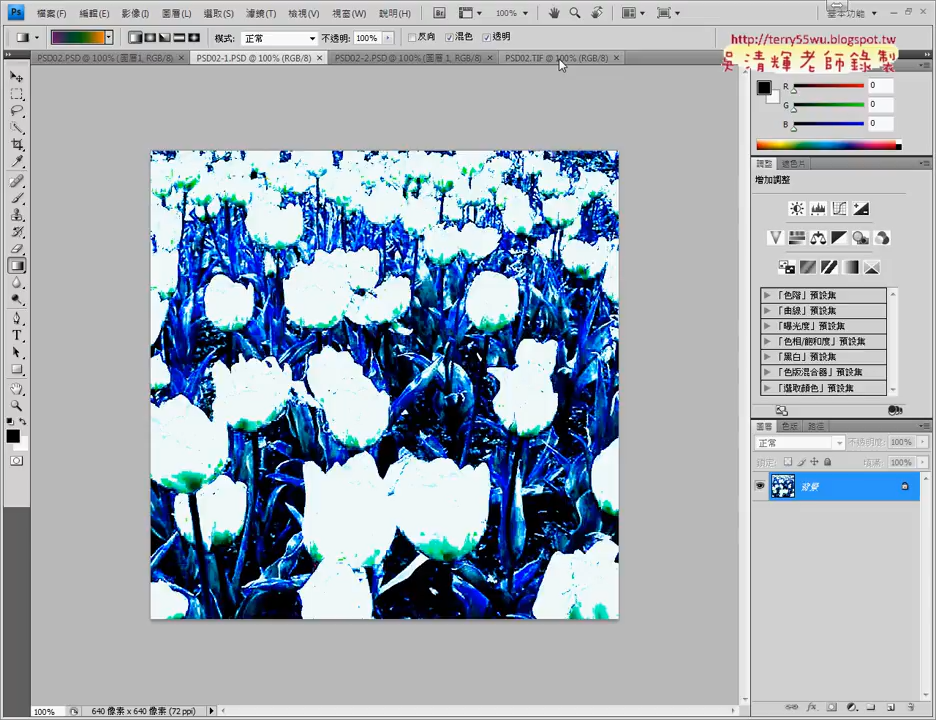 Ps 檔案(F) 編輯(E) 影像(I) 圖層(L) 選取(S) 濾鏡(T) 檢視(V) 視窗(W) 說明(H) Br 100% 基本功能
模式: 正常 不透明: 100% 反向 混色 透明
http://terry55wu.blogspot.tw
吳清輝老師錄製
PSD02.PSD @ 100% (圖層 1, RGB/8) PSD02-1.PSD @ 100% (RGB/8) PSD02-2.PSD @ 100% (圖層 1, RGB/8) PSD02.TIF @ 100% (RGB/8)
R 0
G 0
B 0
調整 遮色片
增加調整
「色階」預設集
「曲線」預設集
「曝光度」預設集
「色相/飽和度」預設集
「黑白」預設集
「色版混合器」預設集
「選取顏色」預設集
圖層 色版 路徑
正常 不透明度: 100%
鎖定: 填滿: 100%
背景
100% 640 像素 x 640 像素 (72 ppi)